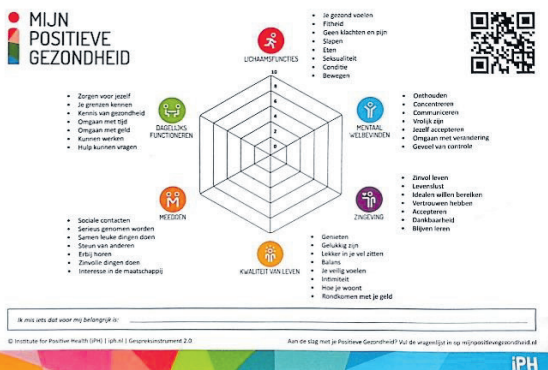 MIJN
POSITIEVE
GEZONDHEID
Je gezond voelen
Fitheid
Geen klachten en pijn
Slapen
Eten
Seksualiteit
Conditie
Bewegen
LICHAAMSFUNCTIES
Zorgen voor jezelf
Je grenzen kennen
Kennis van gezondheid
Omgaan met tijd
Omgaan met geld
Kunnen werken
Hulp kunnen vragen
DAGELIJKS
FUNCTIONEREN
10
8
6
4
2
0
MENTAAL
WELBEVINDEN
Onthouden
Concentreren
Communiceren
Vrolijk zijn
Jezelf accepteren
Omgaan met verandering
Gevoel van controle
MEEDOEN
Sociale contacten
Serieus genomen worden
Samen leuke dingen doen
Steun van anderen
Erbij horen
Zinvolle dingen doen
Interesse in de maatschappij
ZINGEVING
Zinvol leven
Levenslust
Idealen willen bereiken
Vertrouwen hebben
Accepteren
Dankbaarheid
Blijven leren
KWALITEIT VAN LEVEN
Genieten
Gelukkig zijn
Lekker in je vel zitten
Balans
Je veilig voelen
Intimiteit
Hoe je woont
Rondkomen met je geld
Ik mis iets dat voor mij belangrijk is:
© Institute for Positive Health (iPH) | iph.nl | Gespreksinstrument 2.0
Aan de slag met je Positieve Gezondheid? Vul de vragenlijst in op mijnpositievegezondheid.nl
iPH